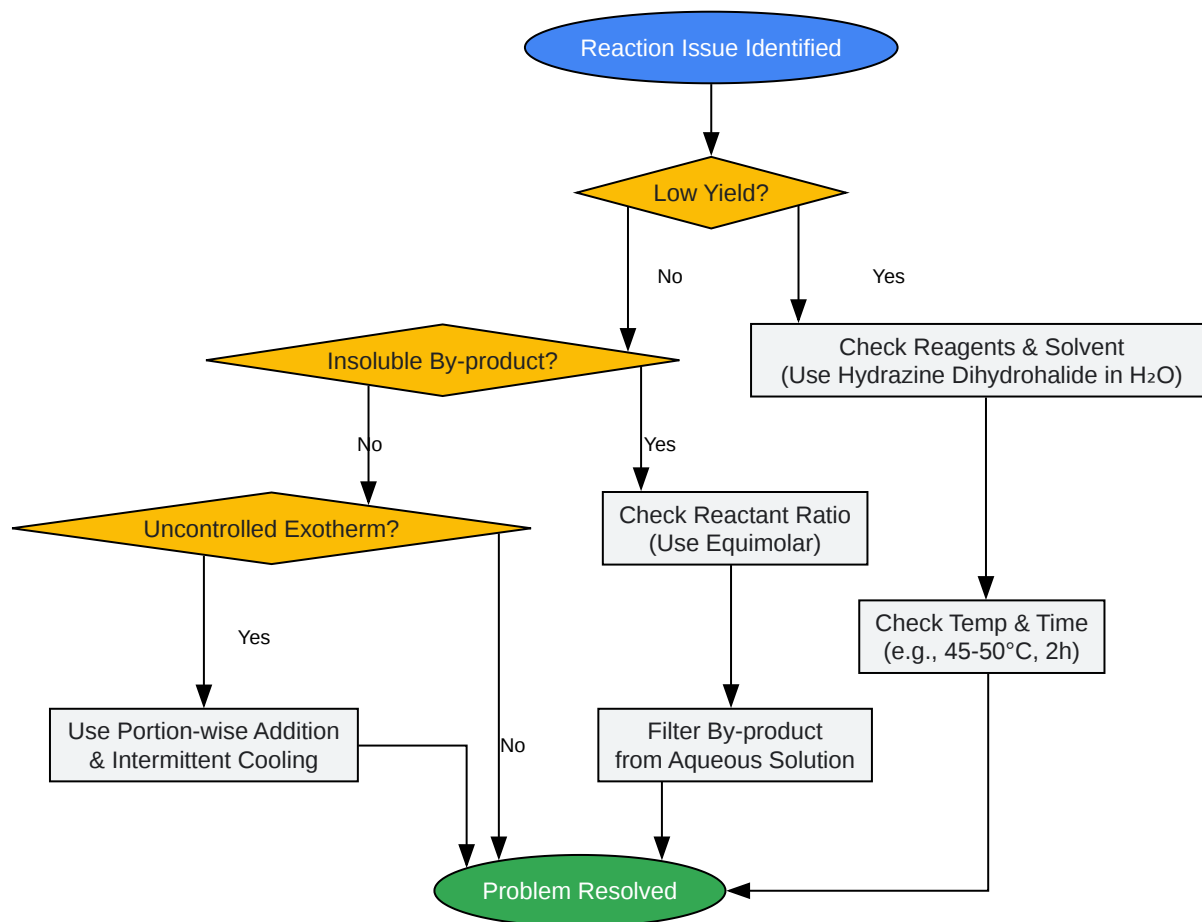 Reaction Issue Identified
Low Yield?
No
Yes
Insoluble By-product?
Check Reagents & Solvent
(Use Hydrazine Dihydrohalide in H₂O)
No
Yes
Uncontrolled Exotherm?
Check Reactant Ratio
(Use Equimolar)
Check Temp & Time
(e.g., 45-50°C, 2h)
Yes
Use Portion-wise Addition
& Intermittent Cooling
No
Filter By-product
from Aqueous Solution
Problem Resolved